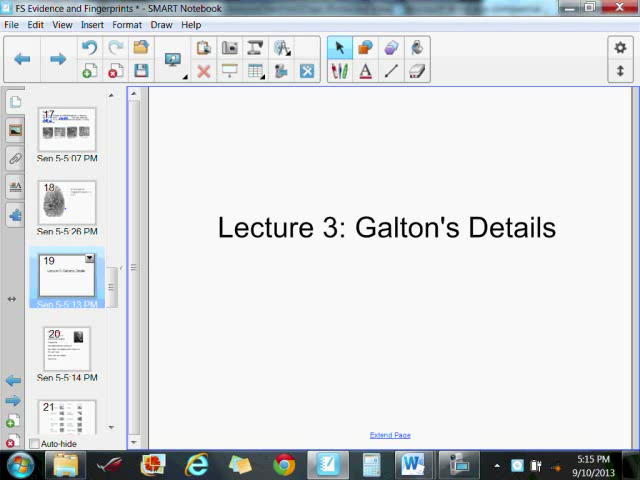 FS Evidence and Fingerprints * - SMART Notebook
File Edit View Insert Format Draw Help
17
Sep 5-5:07 PM
18
Sep 5-5:26 PM
19
Sep 5-5:13 PM
20
Sep 5-5:14 PM
21
Auto-hide
Lecture 3: Galton's Details
Extend Page
5:15 PM
9/10/2013